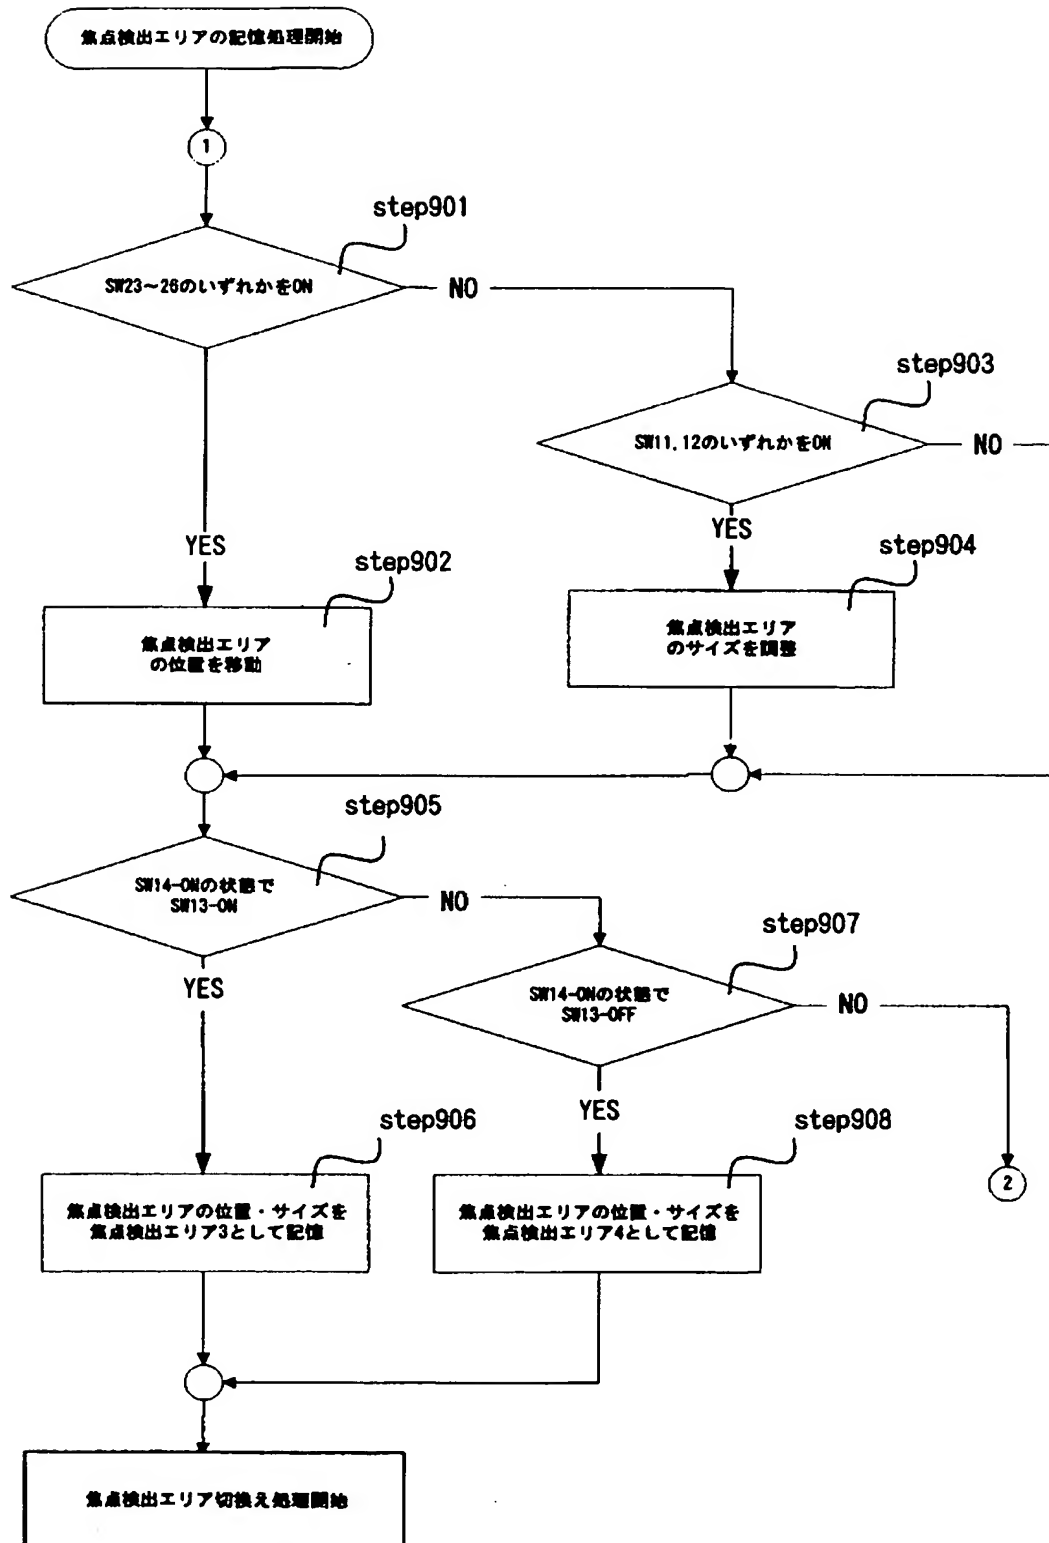 焦点検出エリアの記憶処理開始
1
step901
SW23～26のいずれかをON
NO
step903
SW11,12のいずれかをON
NO
YES
step902
YES
step904
焦点検出エリア
の位置を移動
焦点検出エリア
のサイズを調整
step905
SW14-ONの状態で
SW13-ON
NO
step907
YES
SW14-ONの状態で
SW13-OFF
NO
step906
YES
step908
2
焦点検出エリアの位置・サイズを
焦点検出エリア3として記憶
焦点検出エリアの位置・サイズを
焦点検出エリア4として記憶
焦点検出エリア切換え処理開始